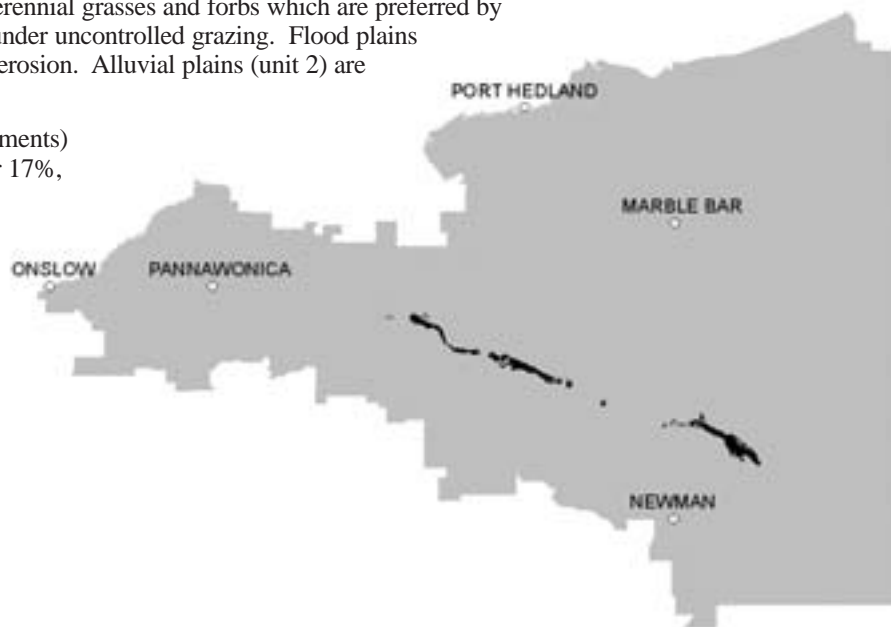 erennial grasses and forbs which are preferred by
under uncontrolled grazing. Flood plains
erosion. Alluvial plains (unit 2) are
ments)
17%,
PORT HEDLAND
MARBLE BAR
ONSLOW PANNAWONICA
NEWMAN